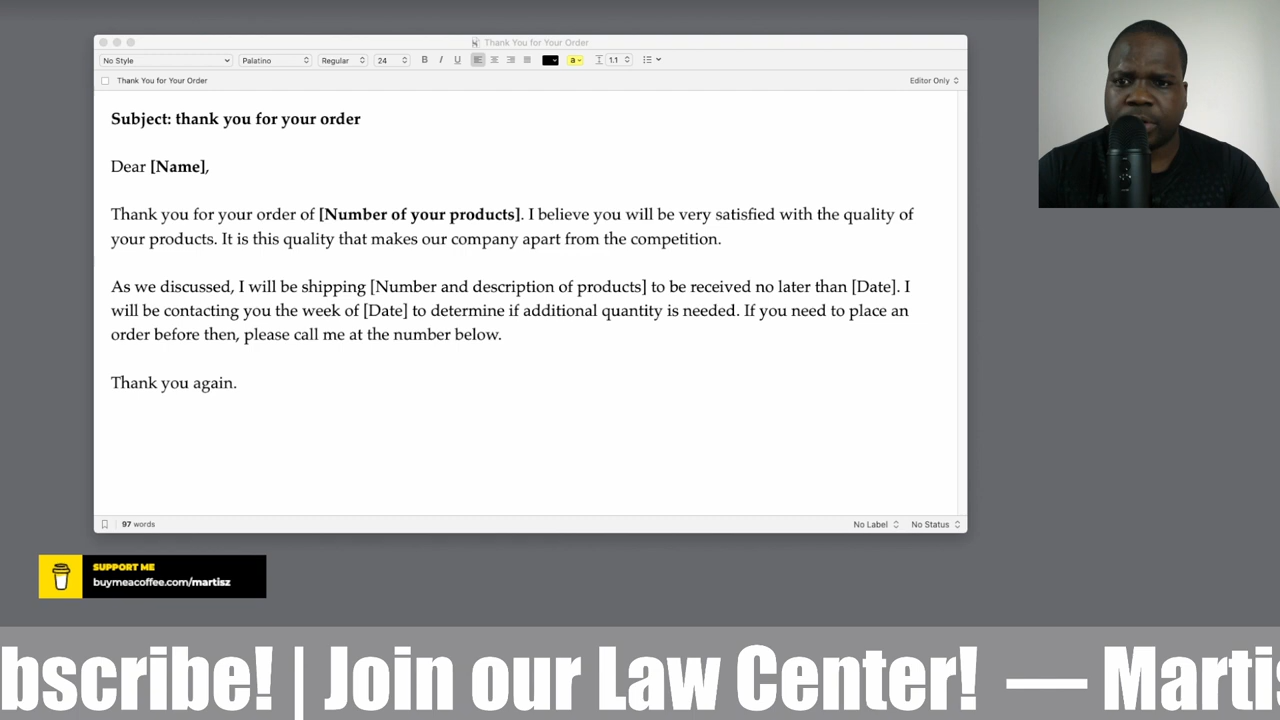 Thank You for Your Order
No Style Palatino Regular 24 B I U a 1.1
Thank You for Your Order Editor Only
Subject: thank you for your order
Dear [Name],
Thank you for your order of [Number of your products]. I believe you will be very satisfied with the quality of
your products. It is this quality that makes our company apart from the competition.
As we discussed, I will be shipping [Number and description of products] to be received no later than [Date]. I
will be contacting you the week of [Date] to determine if additional quantity is needed. If you need to place an
order before then, please call me at the number below.
Thank you again.
97 words No Label No Status
SUPPORT ME
buymeacoffee.com/martisz
bscribe! | Join our Law Center! — Martis